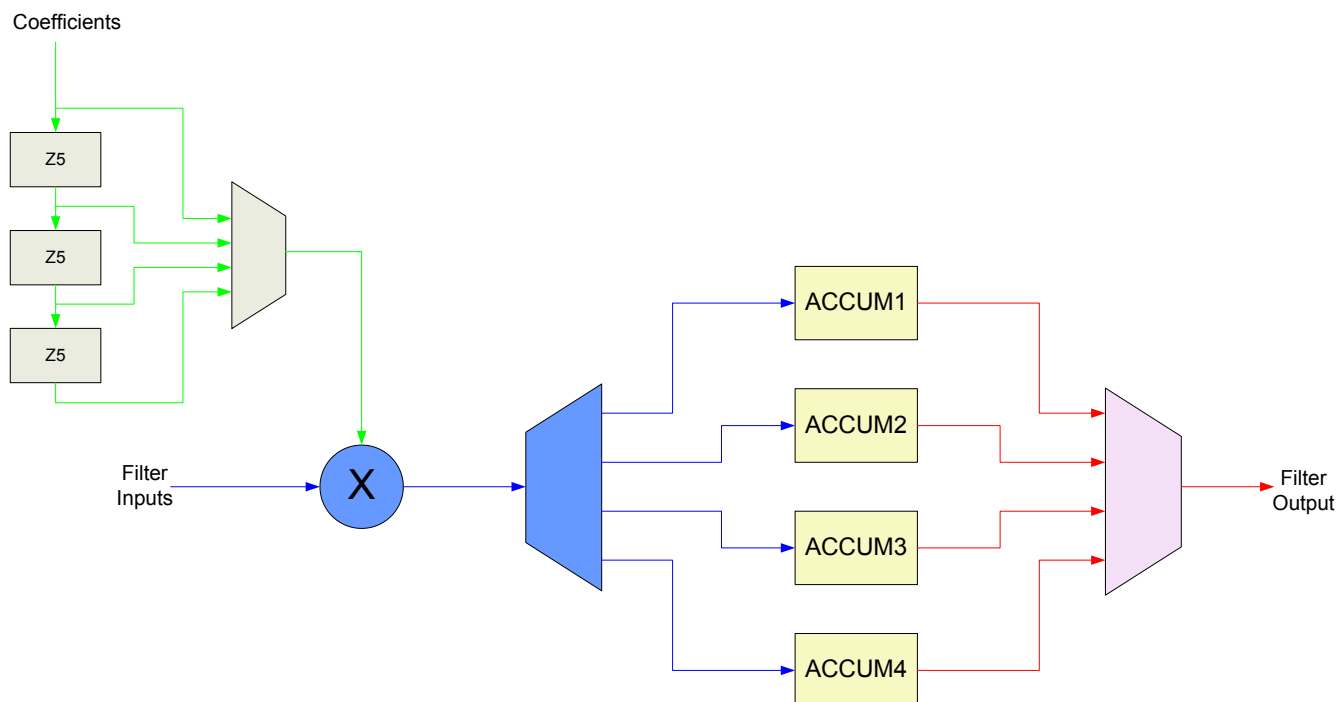 Coefficients
Z5
Z5
Z5
Filter
Inputs
X
ACCUM1
ACCUM2
ACCUM3
ACCUM4
Filter
Output